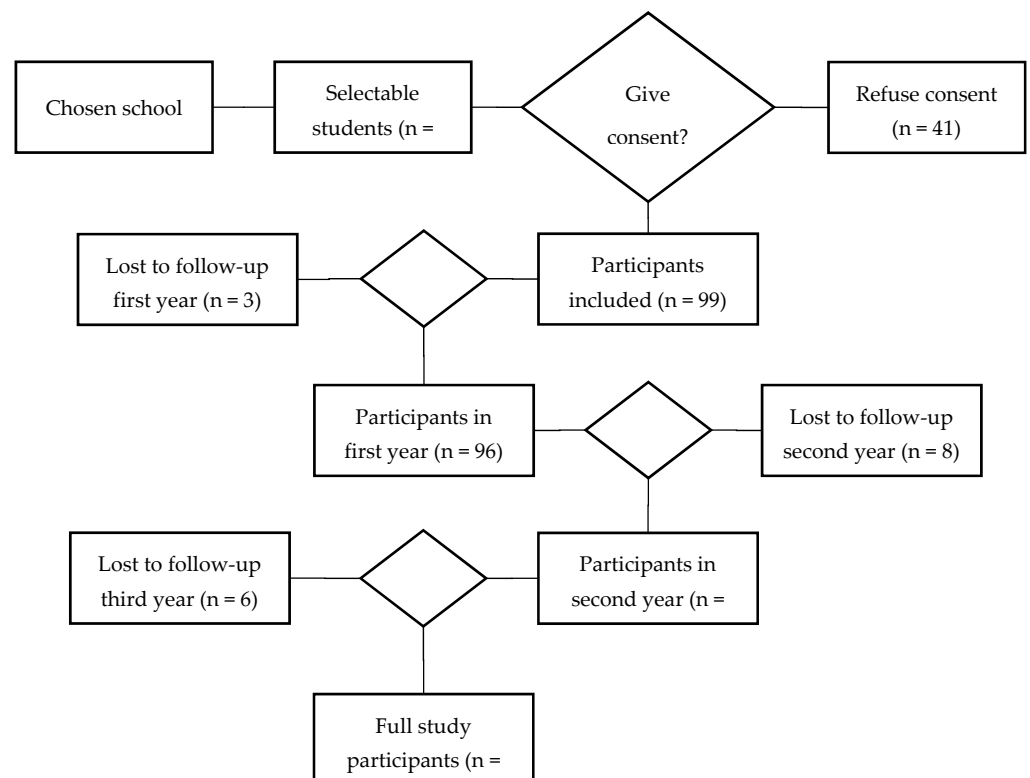 Chosen school
Selectable
students (n =
Give
consent?
Refuse consent
(n = 41)
Lost to follow-up
first year (n = 3)
Participants
included (n = 99)
Participants in
first year (n = 96)
Lost to follow-up
second year (n = 8)
Lost to follow-up
third year (n = 6)
Participants in
second year (n =
Full study
participants (n =